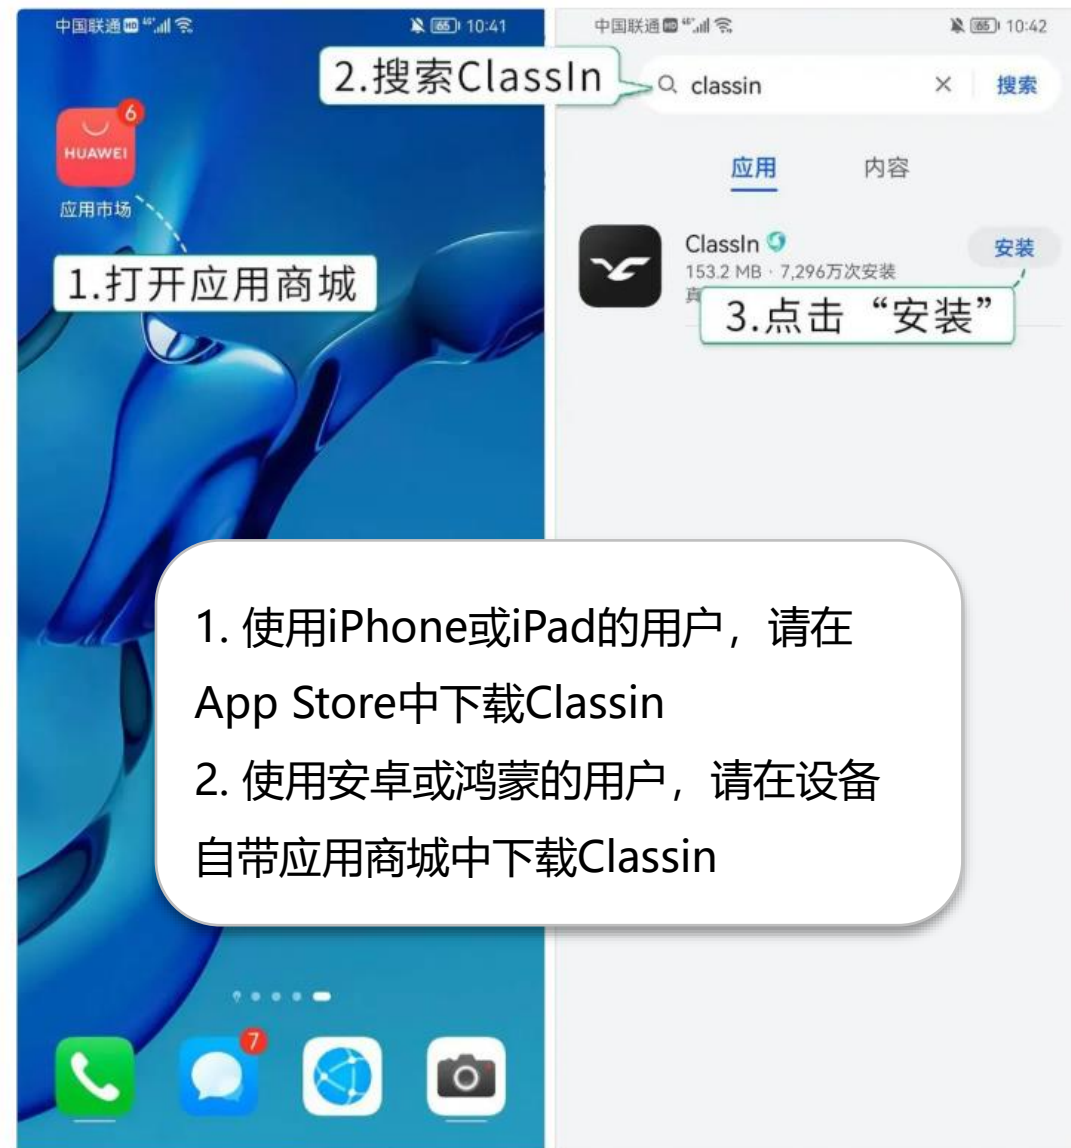 中国联通 HD 46 10:41
6
HUAWEI
应用市场
1.打开应用商城
7
中国联通 HD 46 10:42
2.搜索ClassIn
classin × 搜索
应用 内容
ClassIn
153.2 MB · 7,296万次安装
安装
3.点击“安装”
1. 使用iPhone或iPad的用户，请在
App Store中下载Classin
2. 使用安卓或鸿蒙的用户，请在设备
自带应用商城中下载Classin